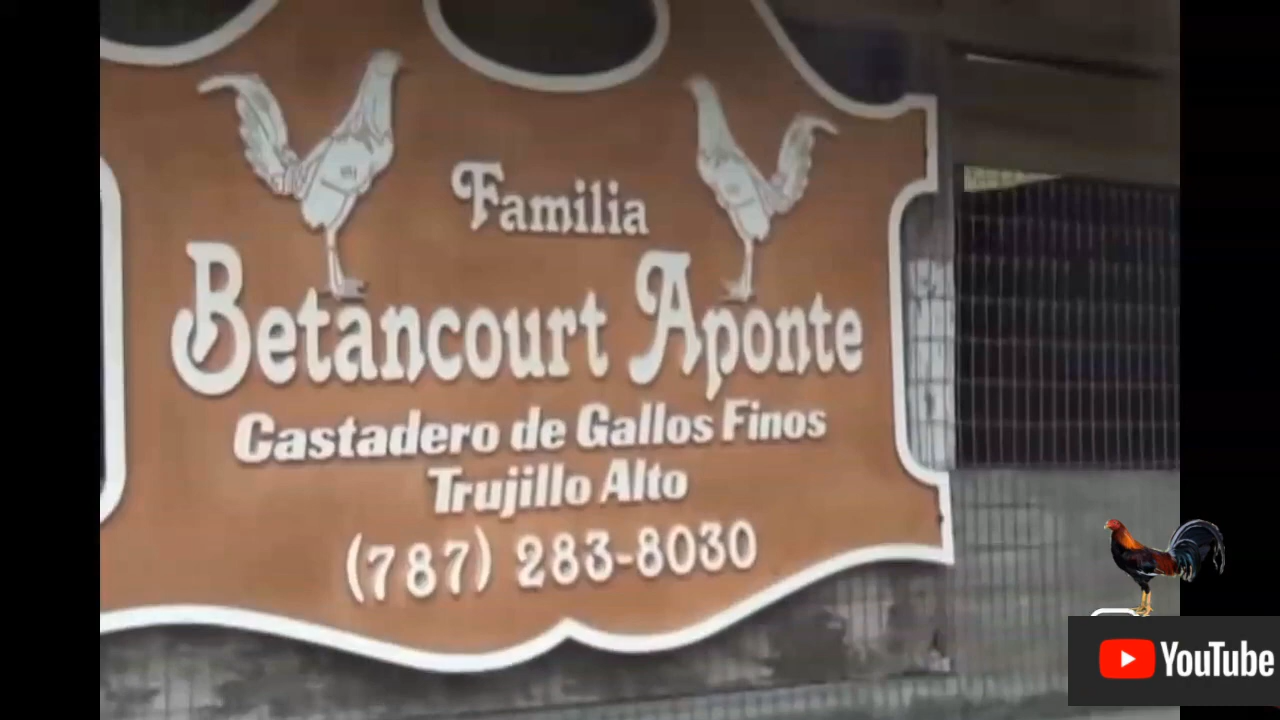 Familia
Betancourt Aponte
Castadero de Gallos Finos
Trujillo Alto
(787) 283-8030
YouTube